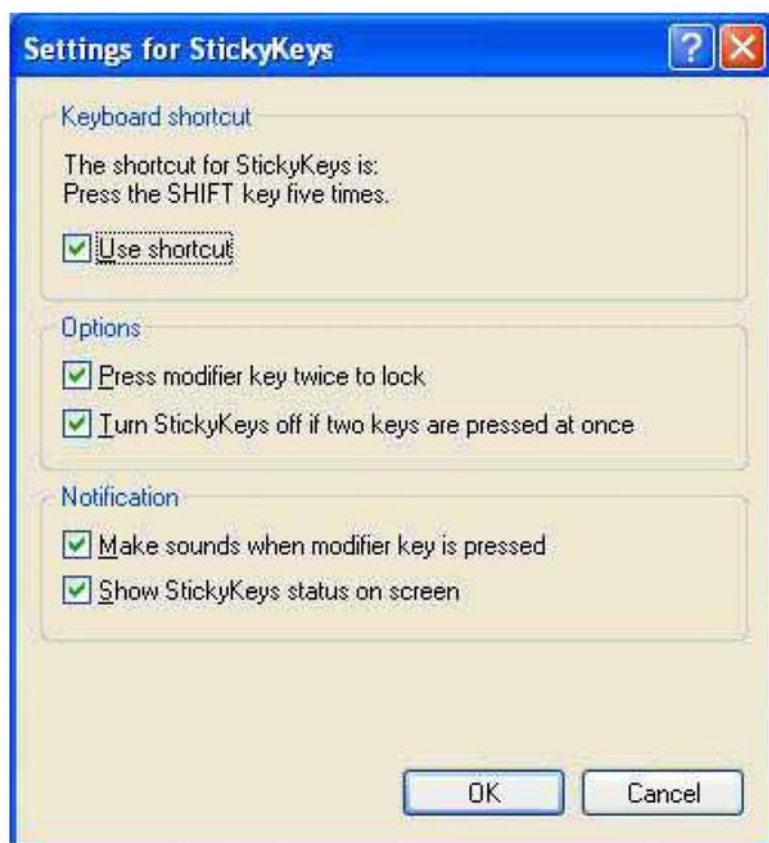 Settings for StickyKeys
Keyboard shortcut
The shortcut for StickyKeys is:
Press the SHIFT key five times.
Use shortcut
Options
Press modifier key twice to lock
Turn StickyKeys off if two keys are pressed at once
Notification
Make sounds when modifier key is pressed
Show StickyKeys status on screen
OK Cancel